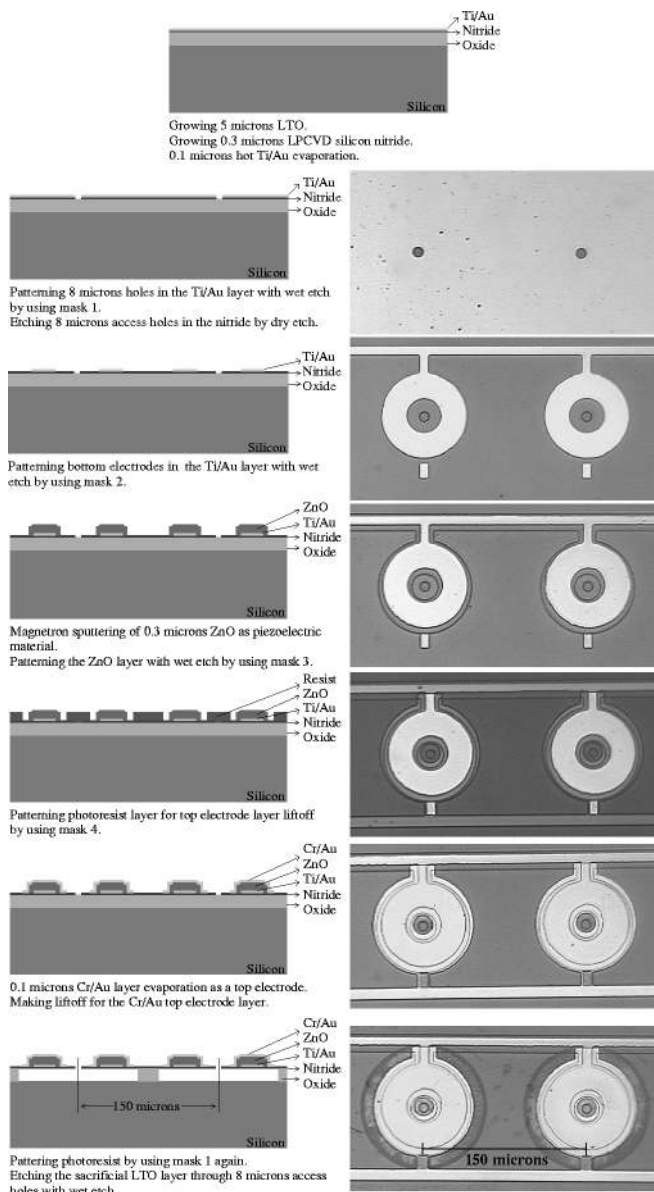 Ti/Au
Nitride
Oxide
Silicon
Growing 5 microns LTO.
Growing 0.3 microns LPCVD silicon nitride.
0.1 microns hot Ti/Au evaporation.
Ti/Au
Nitride
Oxide
Silicon
Patternning 8 microns holes in the Ti/Au layer with wet etch
by using mask 1.
Etching 8 microns access holes in the nitride by dry etch.
Ti/Au
Nitride
Oxide
Silicon
Patternning bottom electrodes in the Ti/Au layer with wet
etch by using mask 2.
ZnO
Ti/Au
Nitride
Oxide
Silicon
Magnetron sputtering of 0.3 microns ZnO as piezoelectric
material.
Patternning the ZnO layer with wet etch by using mask 3.
Resist
ZnO
Ti/Au
Nitride
Oxide
Silicon
Patternning photoresist layer for top electrode layer liftoff
by using mask 4.
Cr/Au
ZnO
Ti/Au
Nitride
Oxide
Silicon
0.1 microns Cr/Au layer evaporation as a top electrode.
Making liftoff for the Cr/Au top electrode layer.
Cr/Au
ZnO
Ti/Au
Nitride
Oxide
150 microns
Silicon
150 microns
Pattering photoresist by using mask 1 again.
Etching the sacrificial LTO layer through 8 microns access
holes with wet etch